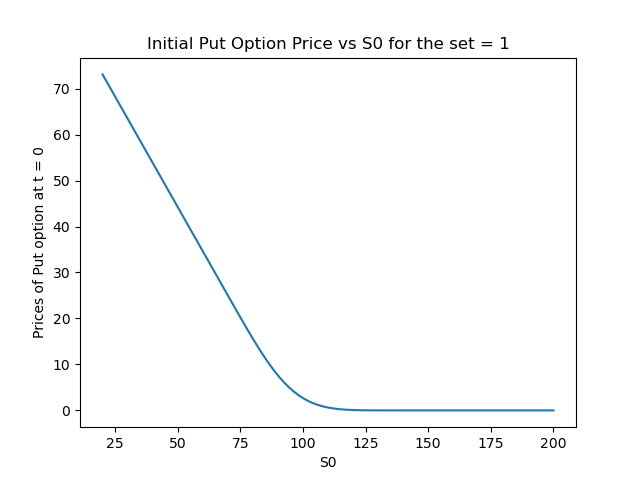 Initial Put Option Price vs S0 for the set = 1
Prices of Put option at t = 0
70
60
50
40
30
20
10
0
25 50 75 100 125 150 175 200
S0